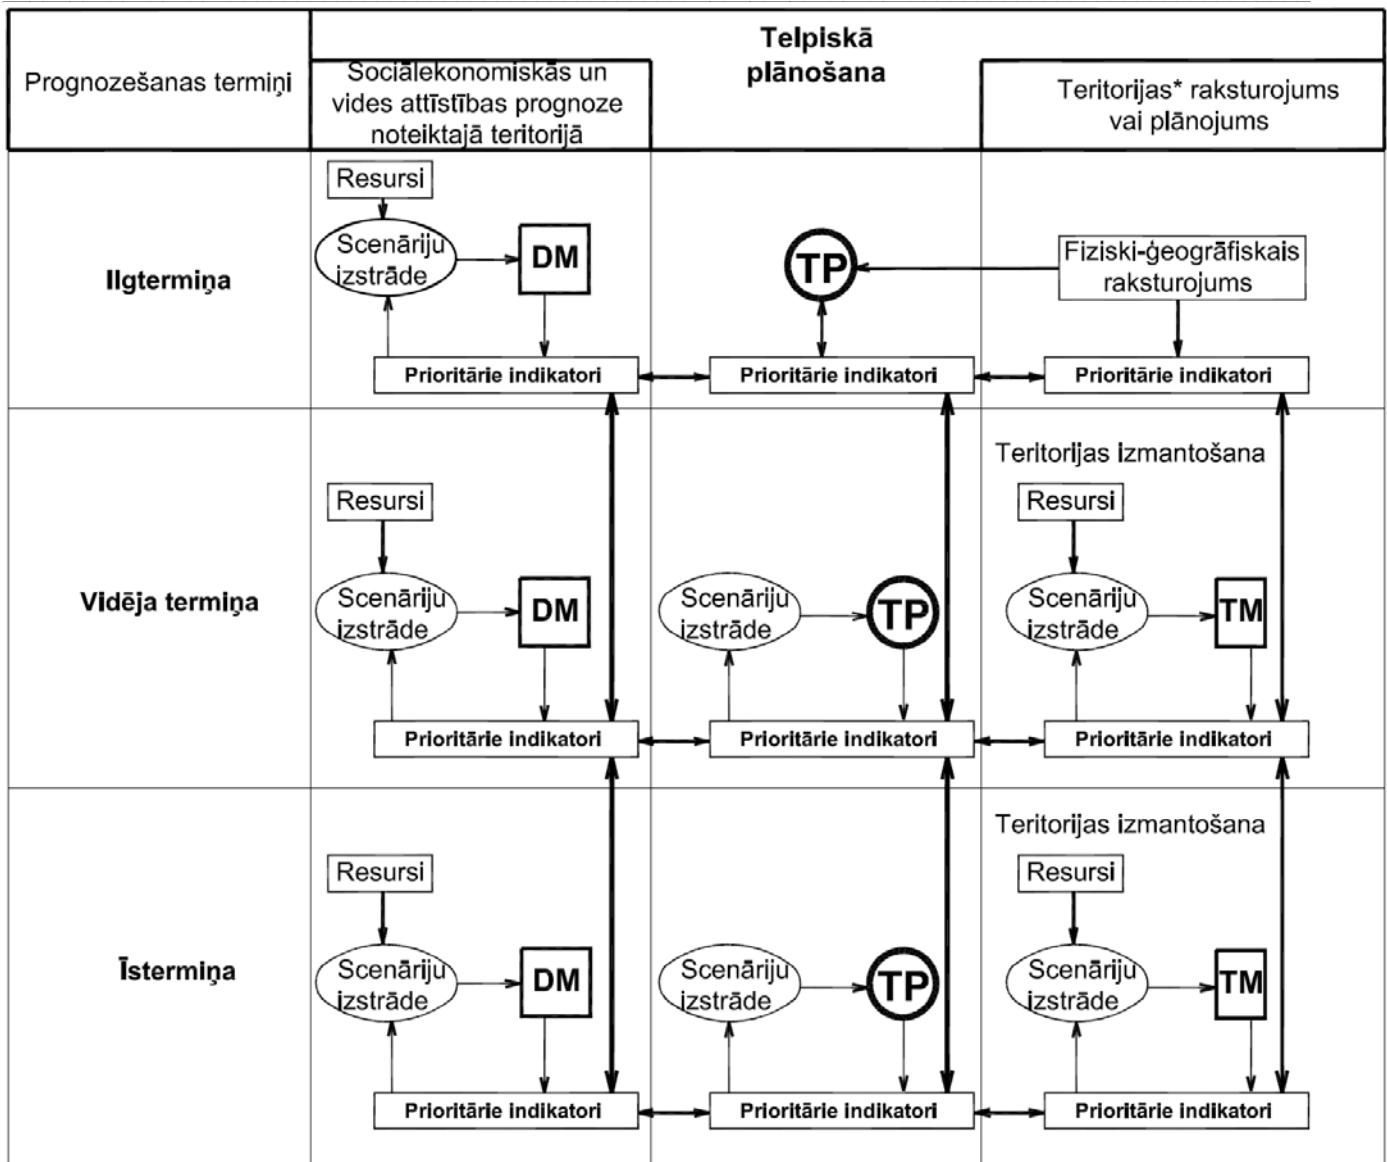 Telpiskā
plānošana
Prognozešanas termiņi
Sociālekonomiskās un
vides attīstības prognoze
noteiktajā teritorijā
Teritorijas* raksturojums
vai plānojums
Ilgtermiņa
Resursi
Scenāriju
izstrāde
DM
Prioritārie indikatori
TP
Prioritārie indikatori
Fiziski-ģeogrāfiskais
raksturojums
Prioritārie indikatori
Vidēja termiņa
Resursi
Scenāriju
izstrāde
DM
Prioritārie indikatori
Scenāriju
izstrāde
TP
Prioritārie indikatori
Teritorijas izmantošana
Resursi
Scenāriju
izstrāde
TM
Prioritārie indikatori
Īstermiņa
Resursi
Scenāriju
izstrāde
DM
Prioritārie indikatori
Scenāriju
izstrāde
TP
Prioritārie indikatori
Teritorijas izmantošana
Resursi
Scenāriju
izstrāde
TM
Prioritārie indikatori